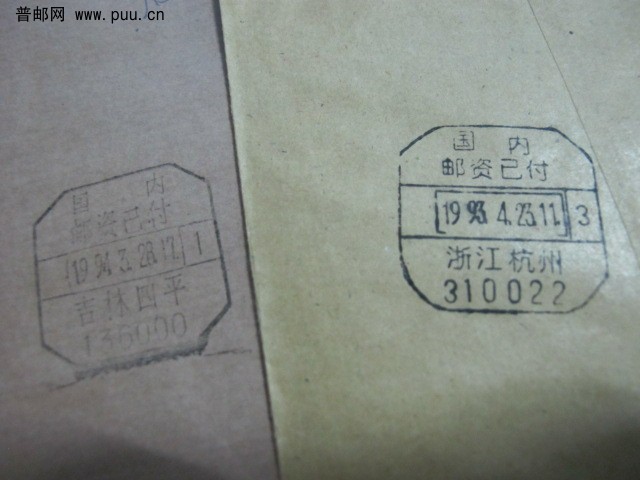 普邮网 www.puu.cn
国内
邮资已付
19 94.3.28.17. 1
吉林四平
136000
国内
邮资已付
19 93. 4.23.11. 3
浙江杭州
310022